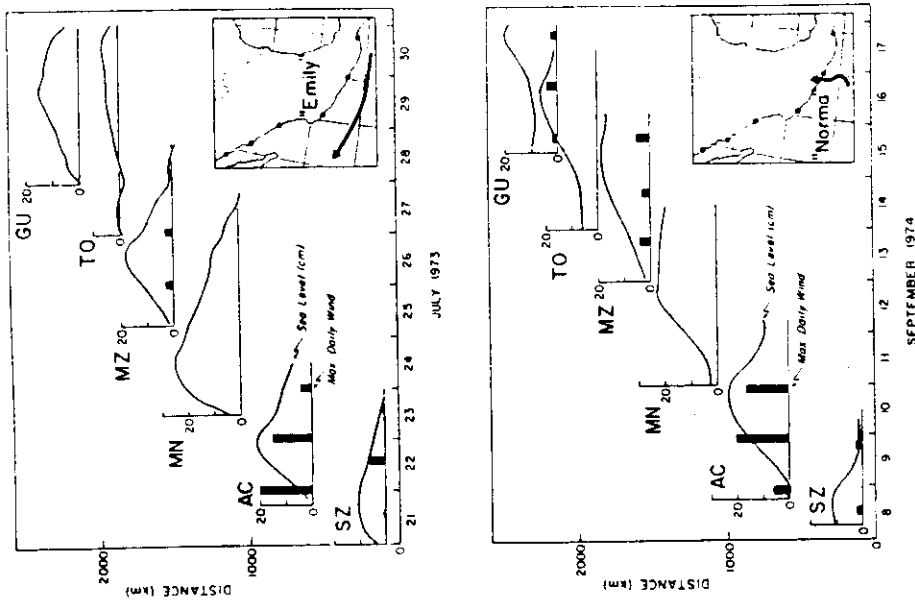 DISTANCE (km)
2000
1000
0
GU
20
0
TO
20
0
MZ
20
0
MN
20
0
AC
20
0
SZ
Sea Level (cm)
Max Daily Wind
"Emily"
21 22 23 24 25 26 27 28 29 30
JULY 1973
DISTANCE (km)
2000
1000
0
GU
20
0
TO
20
0
MZ
20
0
MN
20
0
AC
20
0
SZ
Sea Level (cm)
Max Daily Wind
"Norma"
8 9 10 11 12 13 14 15 16 17
SEPTEMBER 1974